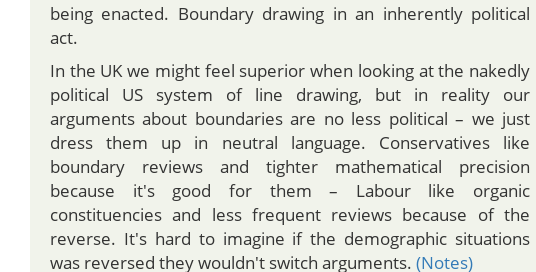 being enacted. Boundary drawing in an inherently political
act.
In the UK we might feel superior when looking at the nakedly
political US system of line drawing, but in reality our
arguments about boundaries are no less political – we just
dress them up in neutral language. Conservatives like
boundary reviews and tighter mathematical precision
because it's good for them – Labour like organic
constituencies and less frequent reviews because of the
reverse. It's hard to imagine if the demographic situations
was reversed they wouldn't switch arguments. (Notes)